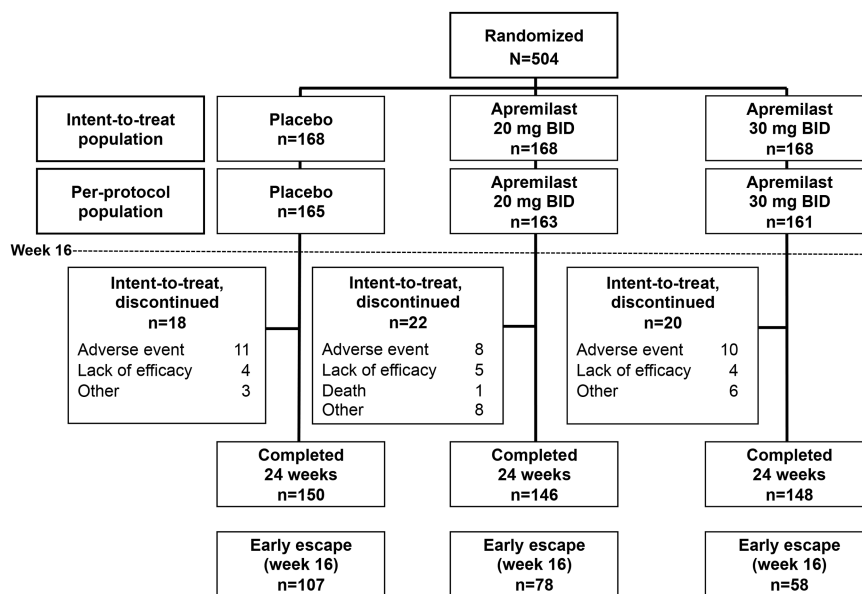 Randomized
N=504
Intent-to-treat
population
Placebo
n=168
Apremilast
20 mg BID
n=168
Apremilast
30 mg BID
n=168
Per-protocol
population
Placebo
n=165
Apremilast
20 mg BID
n=163
Apremilast
30 mg BID
n=161
Week 16
Intent-to-treat,
discontinued
n=18
Adverse event 11
Lack of efficacy 4
Other 3
Intent-to-treat,
discontinued
n=22
Adverse event 8
Lack of efficacy 5
Death 1
Other 8
Intent-to-treat,
discontinued
n=20
Adverse event 10
Lack of efficacy 4
Other 6
Completed
24 weeks
n=150
Completed
24 weeks
n=146
Completed
24 weeks
n=148
Early escape
(week 16)
n=107
Early escape
(week 16)
n=78
Early escape
(week 16)
n=58